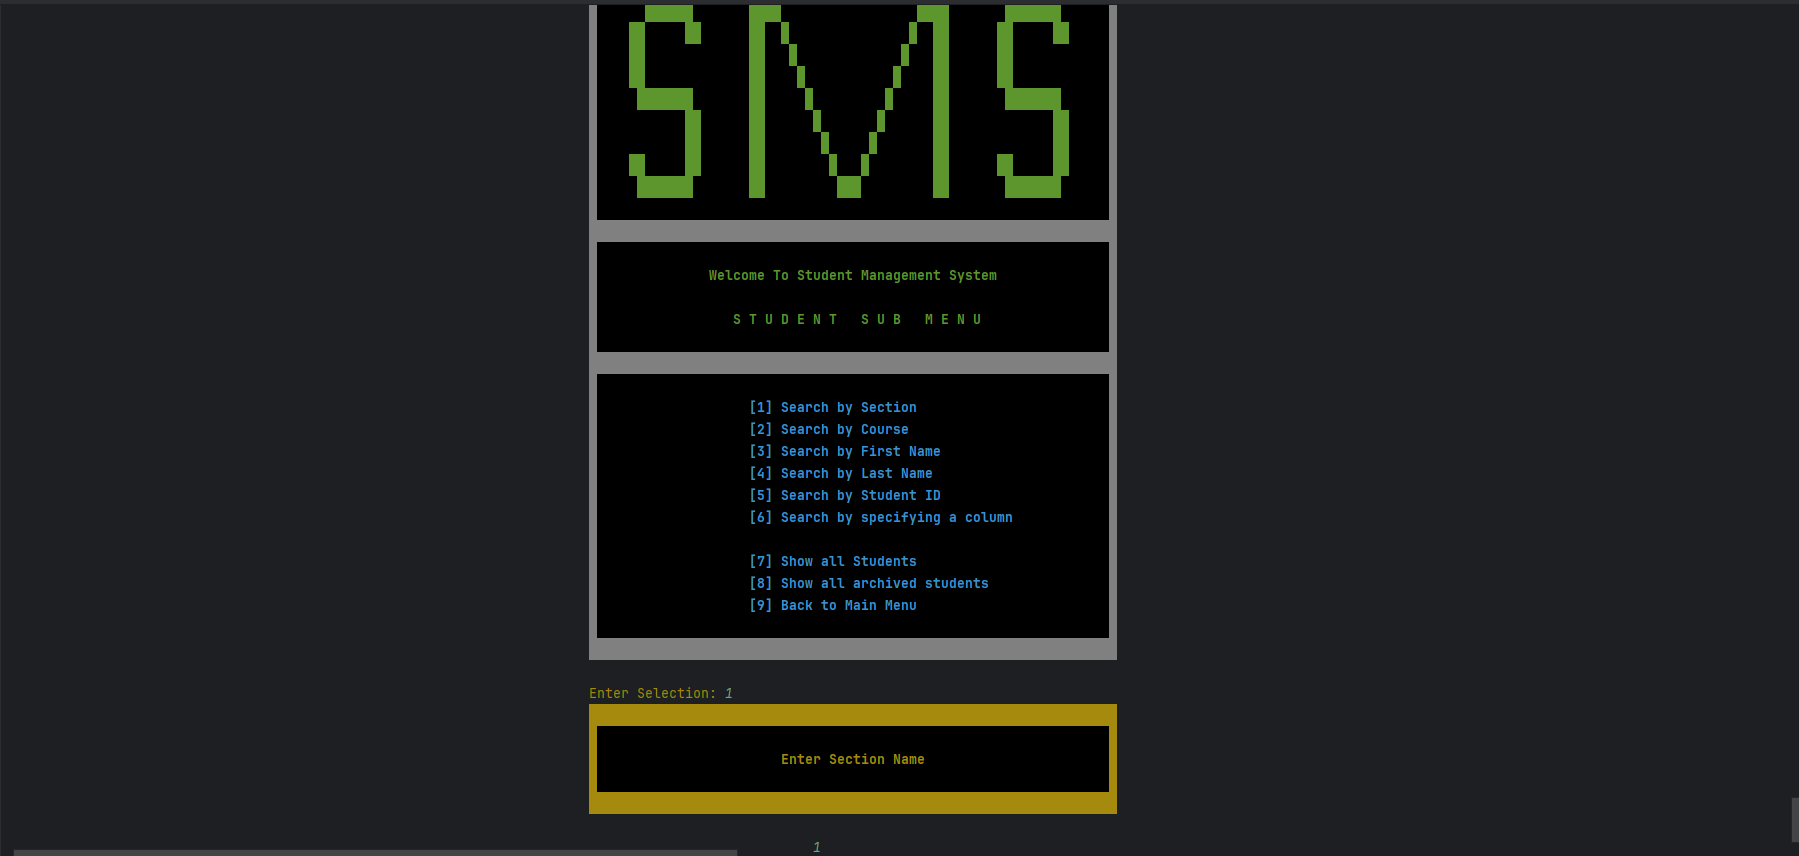 SMS
Welcome To Student Management System
S T U D E N T   S U B   M E N U
[1] Search by Section
[2] Search by Course
[3] Search by First Name
[4] Search by Last Name
[5] Search by Student ID
[6] Search by specifying a column
[7] Show all Students
[8] Show all archived students
[9] Back to Main Menu
Enter Selection: 1
Enter Section Name
1